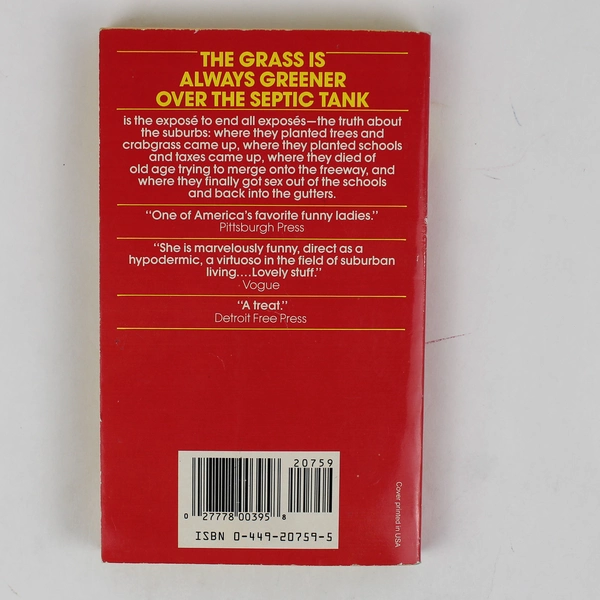 THE GRASS IS
ALWAYS GREENER
OVER THE SEPTIC TANK
is the exposé to end all exposés—the truth about
the suburbs: where they planted trees and
crabgrass came up, where they planted schools
and taxes came up, where they died of
old age trying to merge onto the freeway, and
where they finally got sex out of the schools
and back into the gutters.
"One of America's favorite funny ladies."
Pittsburgh Press
"She is marvelously funny, direct as a
hypodermic, a virtuoso in the field of suburban
living....Lovely stuff."
Vogue
"A treat."
Detroit Free Press
20759
0 27778 00395 8
ISBN 0-449-20759-5
Cover printed in USA